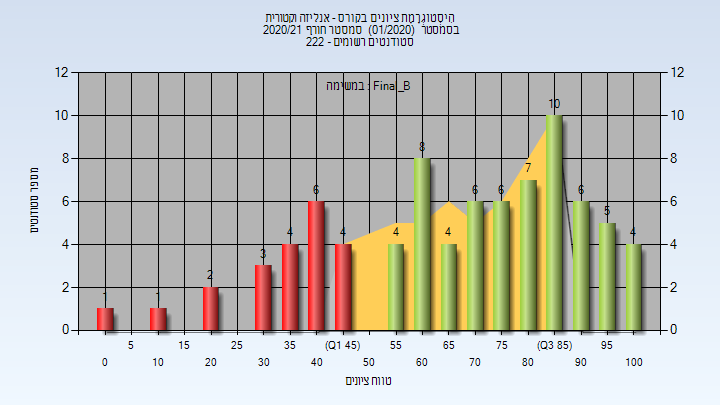 היסטוגרמת ציונים בקורס - אנליזה וקטורית
בסמסטר (01/2020) סמסטר חורף 2020/21
סטודנטים רשומים - 222
במשימה : Final_B
מספר סטודנטים
12 12
10 10
8 8
6 6
4 4
2 2
0 0
1 1 2 3 4 6 4 4 8 4 6 6 7 10 6 5 4
5 15 25 35 (Q1 45) 55 65 75 (Q3 85) 95
0 10 20 30 40 50 60 70 80 90 100
טווח ציונים